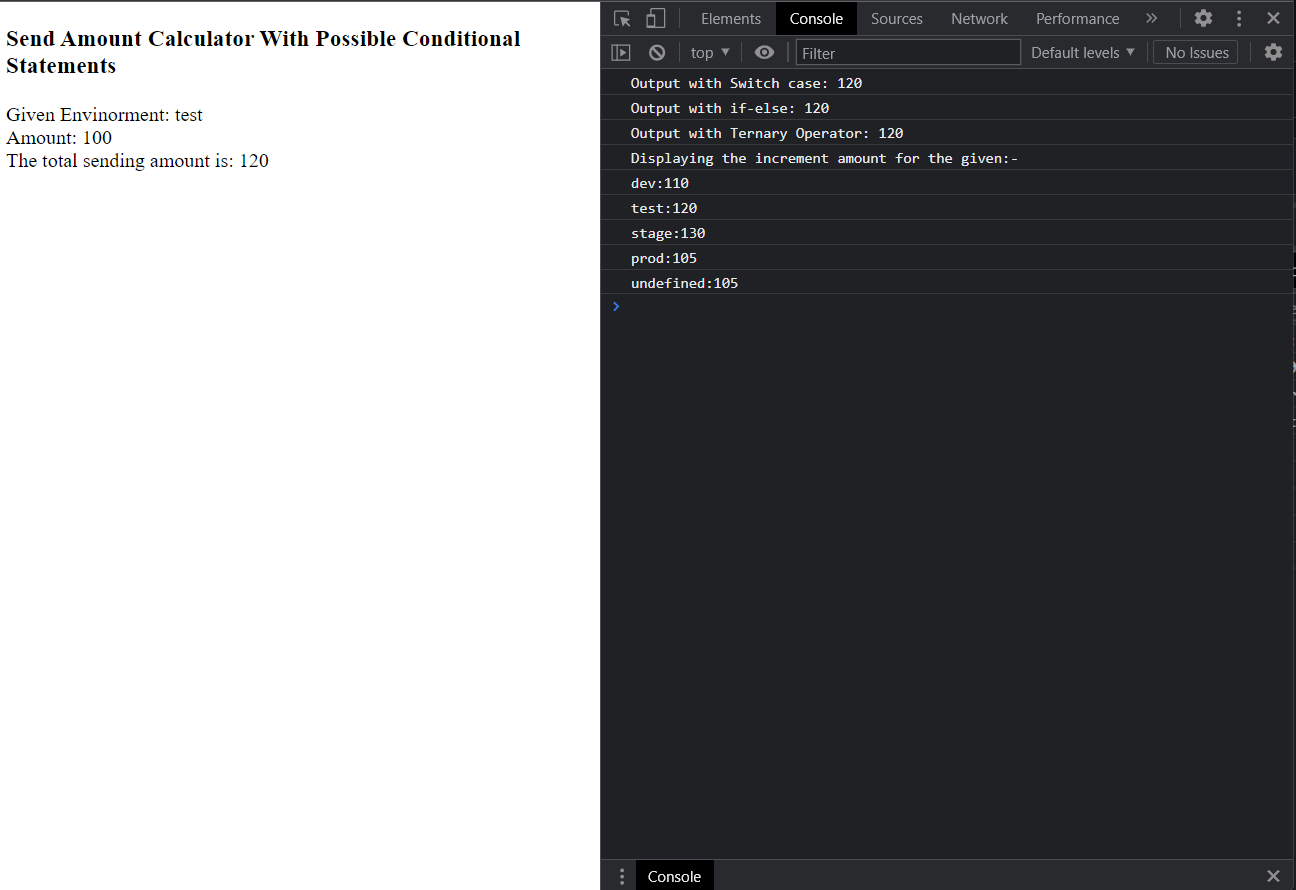 Send Amount Calculator With Possible Conditional
Statements
Given Envinorment: test
Amount: 100
The total sending amount is: 120
Elements Console Sources Network Performance »
top ▼ Filter Default levels ▼ No Issues
Output with Switch case: 120
Output with if-else: 120
Output with Ternary Operator: 120
Displaying the increment amount for the given:-
dev:110
test:120
stage:130
prod:105
undefined:105
>
Console